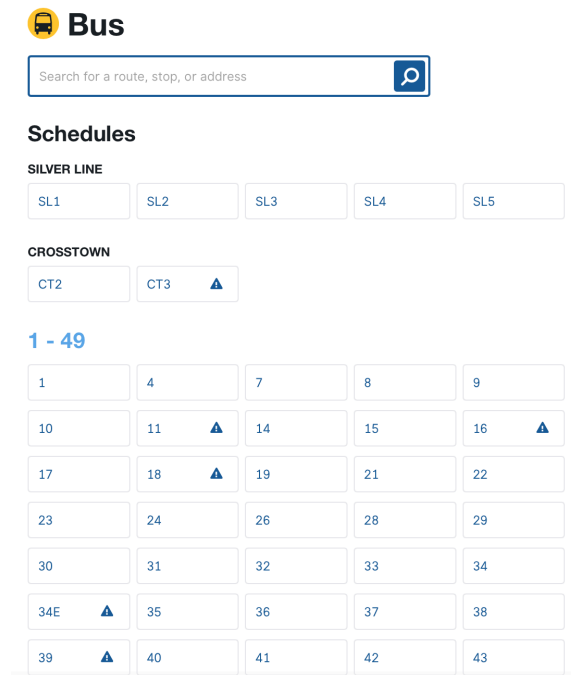 Bus
Search for a route, stop, or address
Schedules
SILVER LINE
SL1 SL2 SL3 SL4 SL5
CROSSTOWN
CT2 CT3
1 - 49
1 4 7 8 9
10 11 14 15 16
17 18 19 21 22
23 24 26 28 29
30 31 32 33 34
34E 35 36 37 38
39 40 41 42 43